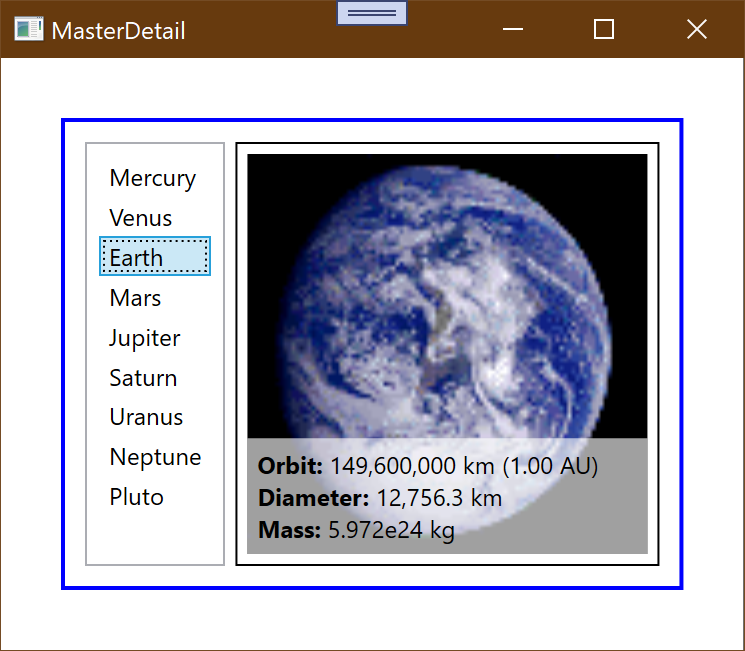 MasterDetail
Mercury
Venus
Earth
Mars
Jupiter
Saturn
Uranus
Neptune
Pluto
Orbit: 149,600,000 km (1.00 AU)
Diameter: 12,756.3 km
Mass: 5.972e24 kg